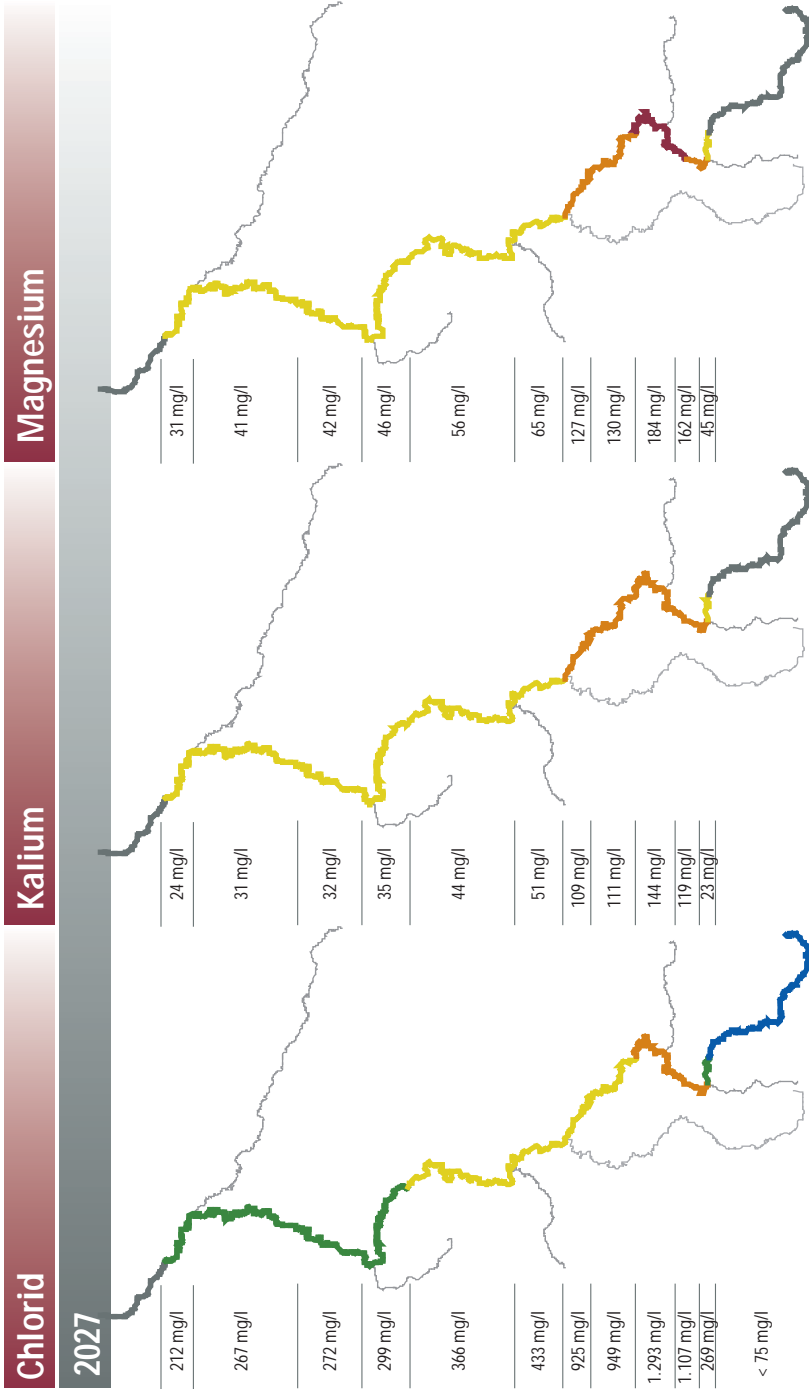 Chlorid
Kalium
Magnesium
2027
212 mg/l
267 mg/l
272 mg/l
299 mg/l
366 mg/l
433 mg/l
925 mg/l
949 mg/l
1.293 mg/l
1.107 mg/l
269 mg/l
< 75 mg/l
24 mg/l
31 mg/l
32 mg/l
35 mg/l
44 mg/l
51 mg/l
109 mg/l
111 mg/l
144 mg/l
119 mg/l
23 mg/l
31 mg/l
41 mg/l
42 mg/l
46 mg/l
56 mg/l
65 mg/l
127 mg/l
130 mg/l
184 mg/l
162 mg/l
45 mg/l